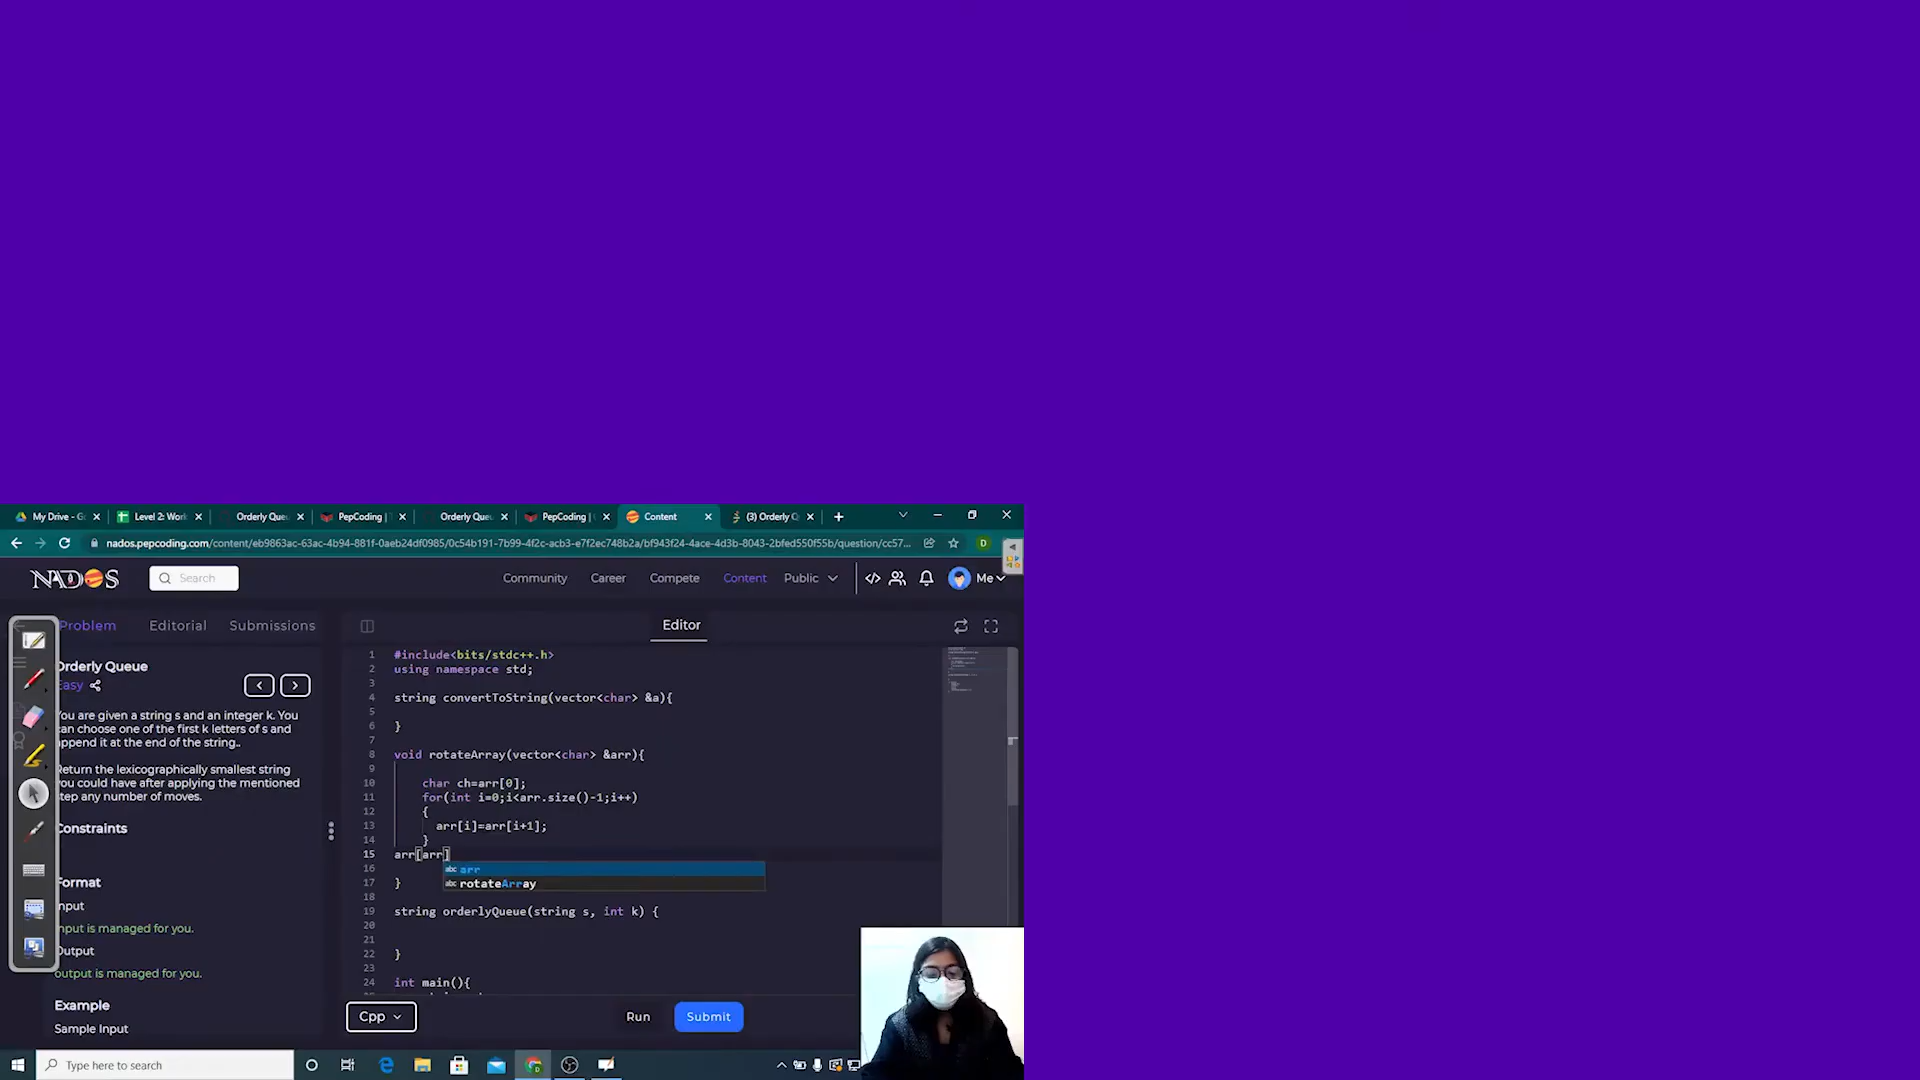 My Drive - G
Level 2: Work
Orderly Que
PepCoding |
Orderly Queu
PepCoding |
Content
(3) Orderly Q
nados.pepcoding.com/content/eb9863ac-63ac-4b94-881f-0aeb24df0985/0c54b191-7b99-4f2c-acb3-e7f2ec748b2a/bf943f24-4ace-4d3b-8043-2bfed550f55b/question/cc57...
D
NADOS
Search
Community
Career
Compete
Content
Public
Me
Problem
Editorial
Submissions
Editor
Orderly Queue
Easy
You are given a string s and an integer k. You
can choose one of the first k letters of s and
append it at the end of the string..
Return the lexicographically smallest string
you could have after applying the mentioned
step any number of moves.
Constraints
Format
Input
input is managed for you.
Output
output is managed for you.
Example
Sample Input
1 #include<bits/stdc++.h>
2 using namespace std;
3
4 string convertToString(vector<char> &a){
5
6 }
7
8 void rotateArray(vector<char> &arr){
9
10 char ch=arr[0];
11 for(int i=0;i<arr.size()-1;i++)
12 {
13 arr[i]=arr[i+1];
14 }
15 arr[arr]
abc arr
16
abc rotateArray
17 }
18
19 string orderlyQueue(string s, int k) {
20
21
22 }
23
24 int main(){
Cpp
Run
Submit
Type here to search